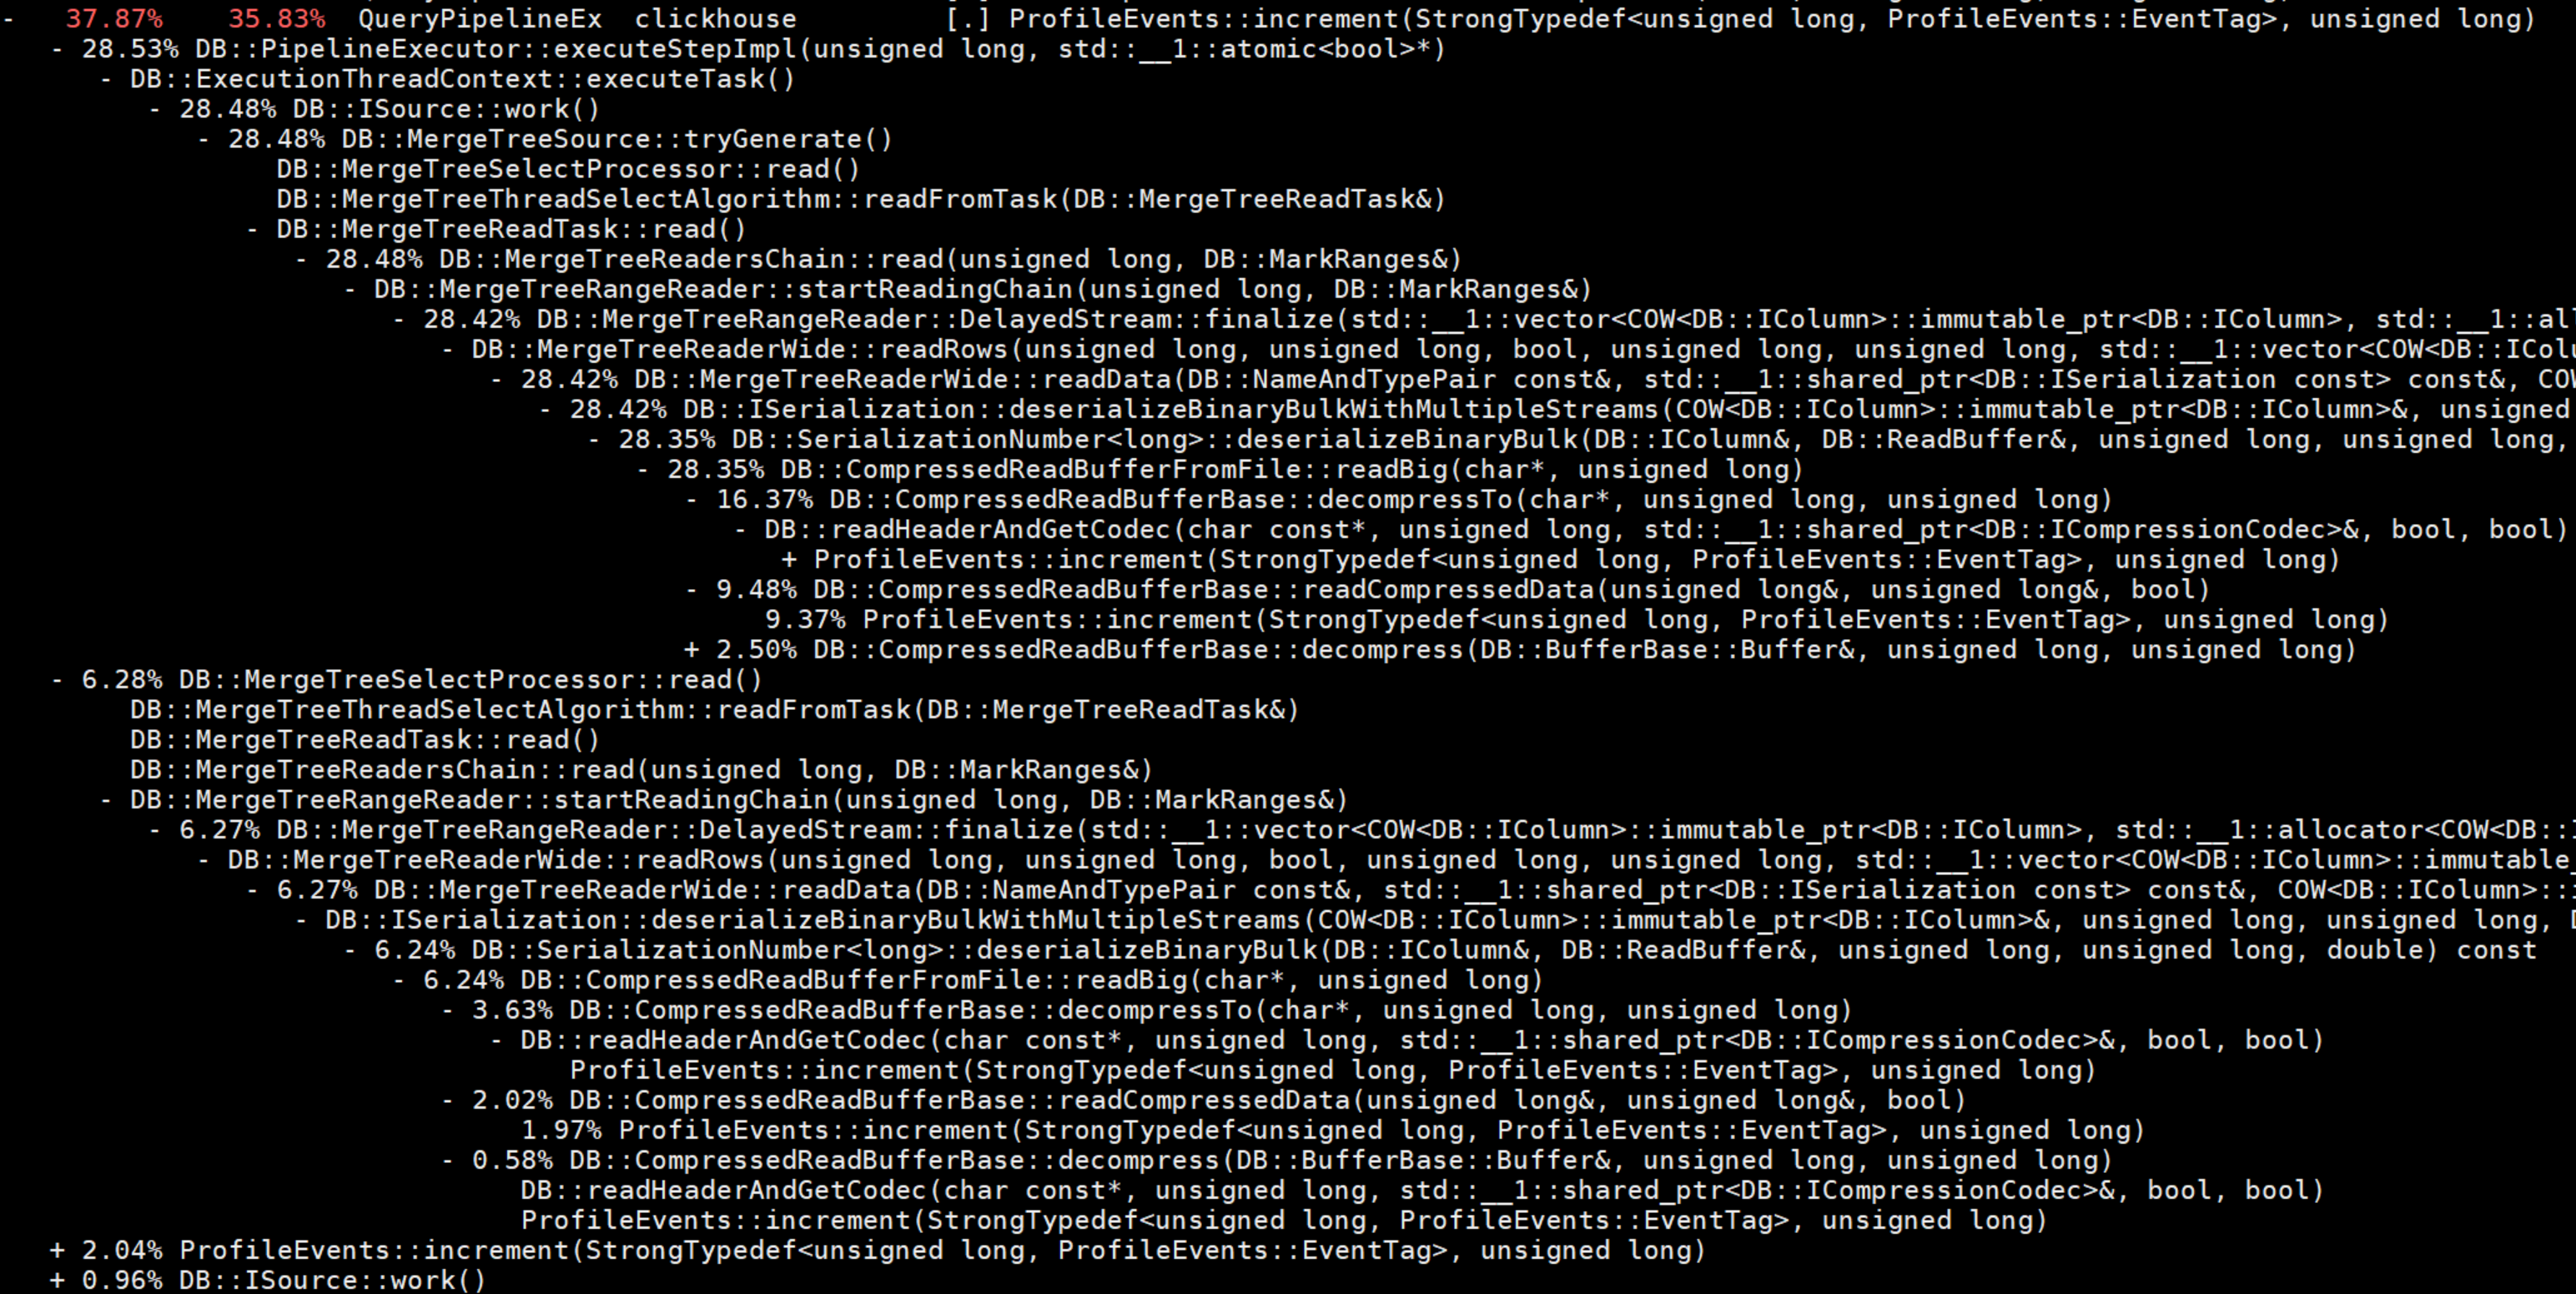 -   37.87%    35.83%  QueryPipelineEx  clickhouse         [.] ProfileEvents::increment(StrongTypedef<unsigned long, ProfileEvents::EventTag>, unsigned long)
   - 28.53% DB::PipelineExecutor::executeStepImpl(unsigned long, std::__1::atomic<bool>*)
      - DB::ExecutionThreadContext::executeTask()
         - 28.48% DB::ISource::work()
            - 28.48% DB::MergeTreeSource::tryGenerate()
                 DB::MergeTreeSelectProcessor::read()
                 DB::MergeTreeThreadSelectAlgorithm::readFromTask(DB::MergeTreeReadTask&)
               - DB::MergeTreeReadTask::read()
                  - 28.48% DB::MergeTreeReadersChain::read(unsigned long, DB::MarkRanges&)
                     - DB::MergeTreeRangeReader::startReadingChain(unsigned long, DB::MarkRanges&)
                        - 28.42% DB::MergeTreeRangeReader::DelayedStream::finalize(std::__1::vector<COW<DB::IColumn>::immutable_ptr<DB::IColumn>, std::__1::al
                           - DB::MergeTreeReaderWide::readRows(unsigned long, unsigned long, bool, unsigned long, unsigned long, std::__1::vector<COW<DB::IColu
                              - 28.42% DB::MergeTreeReaderWide::readData(DB::NameAndTypePair const&, std::__1::shared_ptr<DB::ISerialization const> const&, COW
                                 - 28.42% DB::ISerialization::deserializeBinaryBulkWithMultipleStreams(COW<DB::IColumn>::immutable_ptr<DB::IColumn>&, unsigned
                                    - 28.35% DB::SerializationNumber<long>::deserializeBinaryBulk(DB::IColumn&, DB::ReadBuffer&, unsigned long, unsigned long,
                                       - 28.35% DB::CompressedReadBufferFromFile::readBig(char*, unsigned long)
                                          - 16.37% DB::CompressedReadBufferBase::decompressTo(char*, unsigned long, unsigned long)
                                             - DB::readHeaderAndGetCodec(char const*, unsigned long, std::__1::shared_ptr<DB::ICompressionCodec>&, bool, bool)
                                                + ProfileEvents::increment(StrongTypedef<unsigned long, ProfileEvents::EventTag>, unsigned long)
                                          - 9.48% DB::CompressedReadBufferBase::readCompressedData(unsigned long&, unsigned long&, bool)
                                               9.37% ProfileEvents::increment(StrongTypedef<unsigned long, ProfileEvents::EventTag>, unsigned long)
                                          + 2.50% DB::CompressedReadBufferBase::decompress(DB::BufferBase::Buffer&, unsigned long, unsigned long)
   - 6.28% DB::MergeTreeSelectProcessor::read()
        DB::MergeTreeThreadSelectAlgorithm::readFromTask(DB::MergeTreeReadTask&)
        DB::MergeTreeReadTask::read()
        DB::MergeTreeReadersChain::read(unsigned long, DB::MarkRanges&)
      - DB::MergeTreeRangeReader::startReadingChain(unsigned long, DB::MarkRanges&)
         - 6.27% DB::MergeTreeRangeReader::DelayedStream::finalize(std::__1::vector<COW<DB::IColumn>::immutable_ptr<DB::IColumn>, std::__1::allocator<COW<DB::
            - DB::MergeTreeReaderWide::readRows(unsigned long, unsigned long, bool, unsigned long, unsigned long, std::__1::vector<COW<DB::IColumn>::immutable_
               - 6.27% DB::MergeTreeReaderWide::readData(DB::NameAndTypePair const&, std::__1::shared_ptr<DB::ISerialization const> const&, COW<DB::IColumn>::
                  - DB::ISerialization::deserializeBinaryBulkWithMultipleStreams(COW<DB::IColumn>::immutable_ptr<DB::IColumn>&, unsigned long, unsigned long,
                     - 6.24% DB::SerializationNumber<long>::deserializeBinaryBulk(DB::IColumn&, DB::ReadBuffer&, unsigned long, unsigned long, double) const
                        - 6.24% DB::CompressedReadBufferFromFile::readBig(char*, unsigned long)
                           - 3.63% DB::CompressedReadBufferBase::decompressTo(char*, unsigned long, unsigned long)
                              - DB::readHeaderAndGetCodec(char const*, unsigned long, std::__1::shared_ptr<DB::ICompressionCodec>&, bool, bool)
                                   ProfileEvents::increment(StrongTypedef<unsigned long, ProfileEvents::EventTag>, unsigned long)
                           - 2.02% DB::CompressedReadBufferBase::readCompressedData(unsigned long&, unsigned long&, bool)
                                1.97% ProfileEvents::increment(StrongTypedef<unsigned long, ProfileEvents::EventTag>, unsigned long)
                           - 0.58% DB::CompressedReadBufferBase::decompress(DB::BufferBase::Buffer&, unsigned long, unsigned long)
                                DB::readHeaderAndGetCodec(char const*, unsigned long, std::__1::shared_ptr<DB::ICompressionCodec>&, bool, bool)
                                ProfileEvents::increment(StrongTypedef<unsigned long, ProfileEvents::EventTag>, unsigned long)
   + 2.04% ProfileEvents::increment(StrongTypedef<unsigned long, ProfileEvents::EventTag>, unsigned long)
   + 0.96% DB::ISource::work()